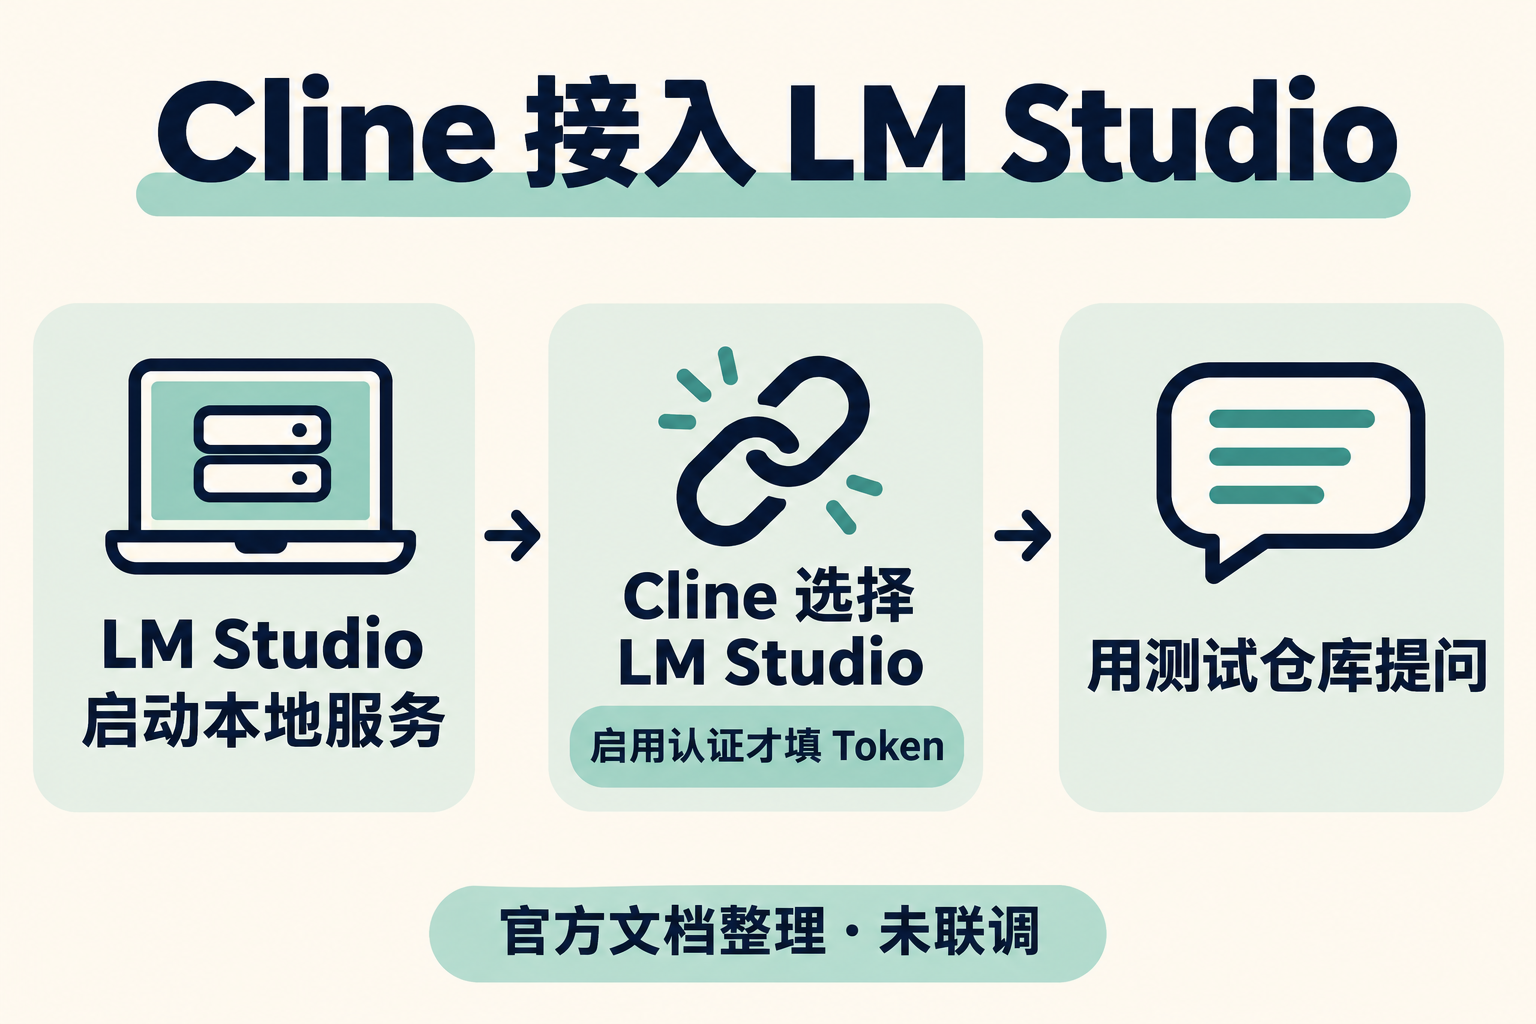 Cline 接入 LM Studio
LM Studio
启动本地服务
Cline 选择
LM Studio
启用认证才填 Token
用测试仓库提问
官方文档整理 · 未联调